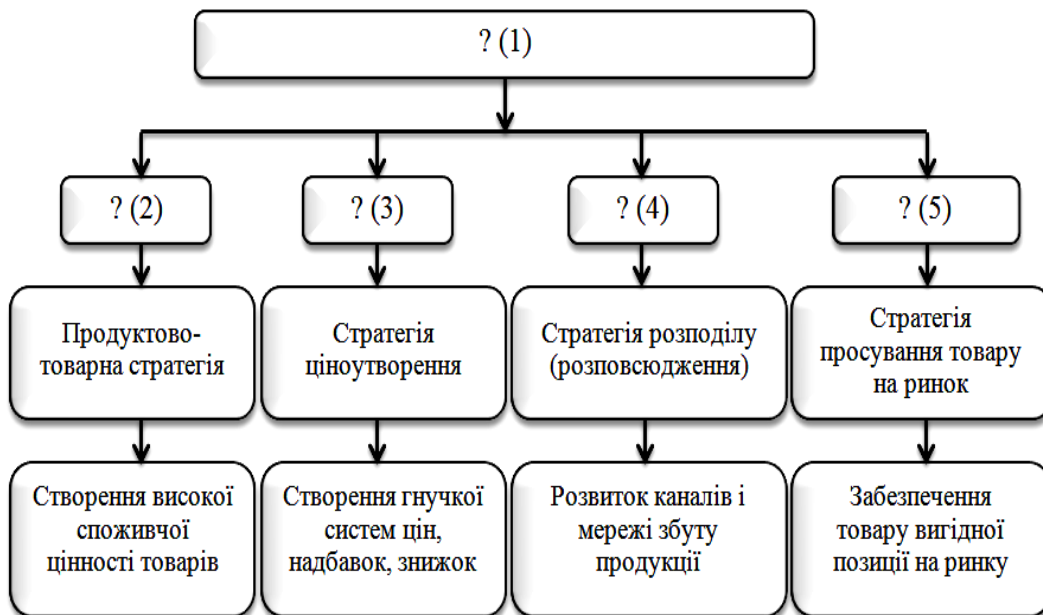 ? (1)
? (2)
? (3)
? (4)
? (5)
Продуктово-
товарна стратегія
Стратегія
ціноутворення
Стратегія розподілу
(розповсюдження)
Стратегія
просування товару
на ринок
Створення високої
споживчої
цінності товарів
Створення гнучкої
систем цін,
надбавок, знижок
Розвиток каналів і
мережі збуту
продукції
Забезпечення
товару вигідної
позиції на ринку